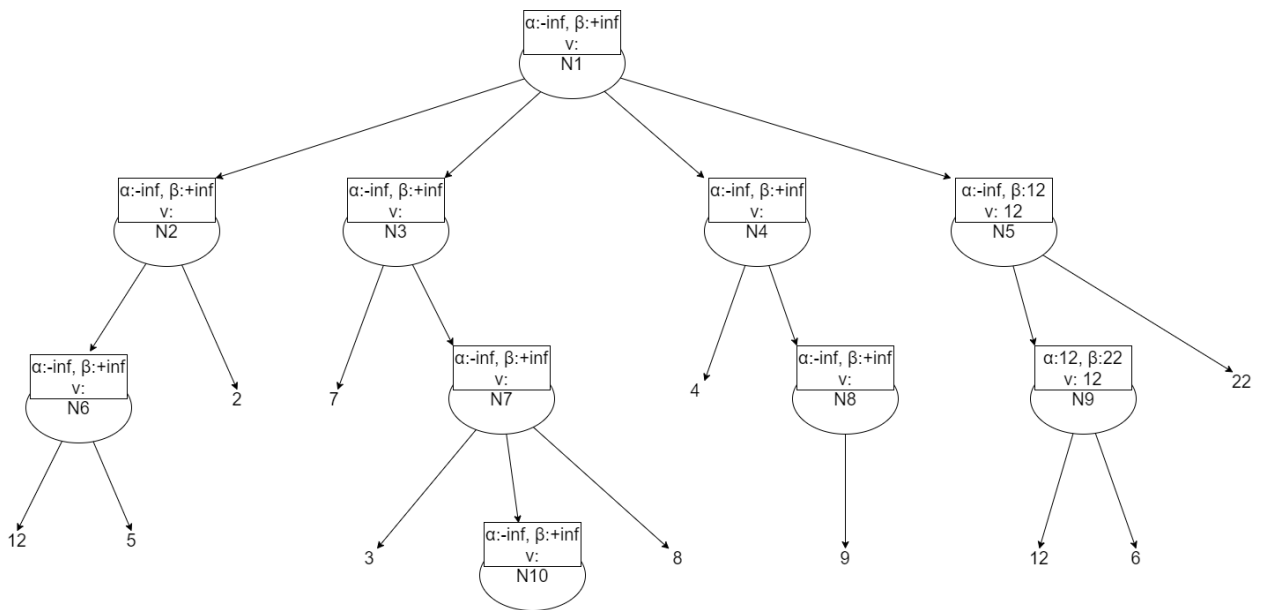 α:-inf, β:+inf
v:
N1
α:-inf, β:+inf
v:
N2
α:-inf, β:+inf
v:
N3
α:-inf, β:+inf
v:
N4
α:-inf, β:12
v: 12
N5
α:-inf, β:+inf
v:
N6
2
7
α:-inf, β:+inf
v:
N7
4
α:-inf, β:+inf
v:
N8
α:12, β:22
v: 12
N9
22
12
5
3
α:-inf, β:+inf
v:
N10
8
9
12
6